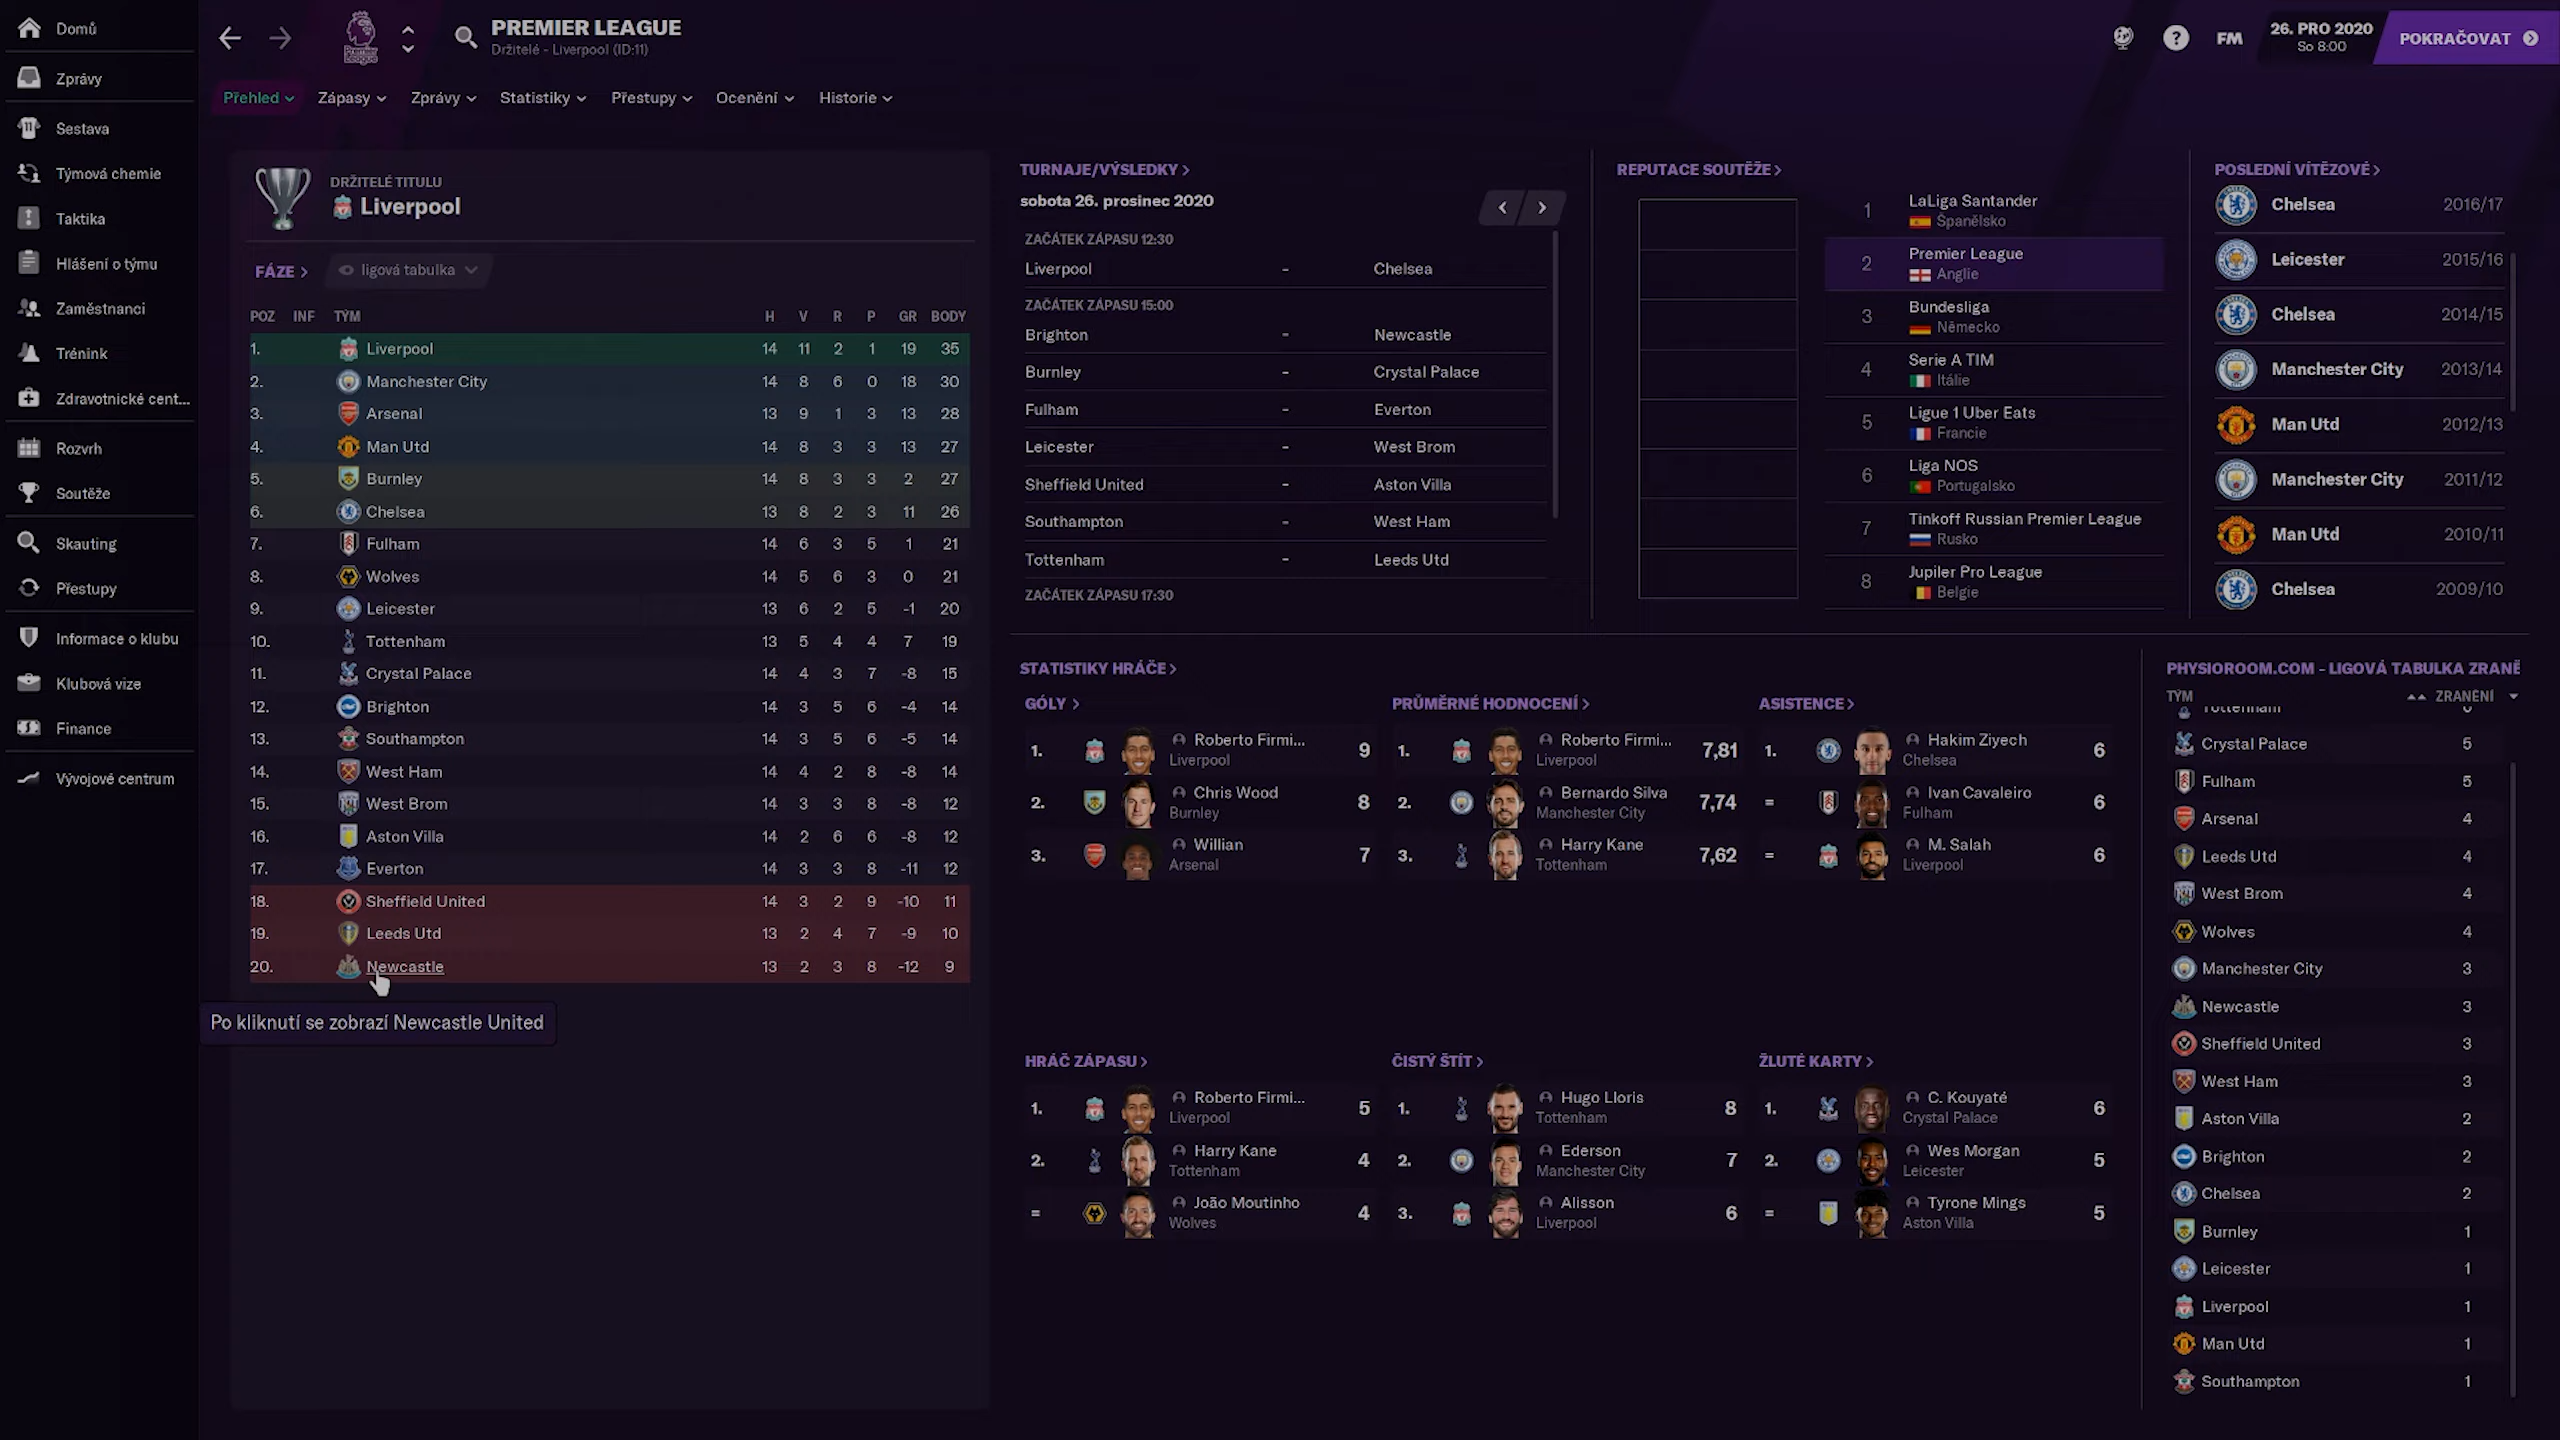 Domů
Zprávy
Sestava
Týmová chemie
Taktika
Hlášení o týmu
Zaměstnanci
Trénink
Zdravotnické cent...
Rozvrh
Soutěže
Skauting
Přestupy
Informace o klubu
Klubová vize
Finance
Vývojové centrum
PREMIER LEAGUE
Držitelé - Liverpool (ID:11)
FM
26. PRO 2020
So 8:00
POKRAČOVAT
Přehled Zápasy Zprávy Statistiky Přestupy Ocenění Historie
DRŽITELÉ TITULU
Liverpool
FÁZE > ligová tabulka
POZ INF TÝM H V R P GR BODY
1. Liverpool 14 11 2 1 19 35
2. Manchester City 14 8 6 0 18 30
3. Arsenal 13 9 1 3 13 28
4. Man Utd 14 8 3 3 13 27
5. Burnley 14 8 3 3 2 27
6. Chelsea 13 8 2 3 11 26
7. Fulham 14 6 3 5 1 21
8. Wolves 14 5 6 3 0 21
9. Leicester 13 6 2 5 -1 20
10. Tottenham 13 5 4 4 7 19
11. Crystal Palace 14 4 3 7 -8 15
12. Brighton 14 3 5 6 -4 14
13. Southampton 14 3 5 6 -5 14
14. West Ham 14 4 2 8 -8 14
15. West Brom 14 3 3 8 -8 12
16. Aston Villa 14 2 6 6 -8 12
17. Everton 14 3 3 8 -11 12
18. Sheffield United 14 3 2 9 -10 11
19. Leeds Utd 13 2 4 7 -9 10
20. Newcastle 13 2 3 8 -12 9
Po kliknutí se zobrazí Newcastle United
TURNAJE/VÝSLEDKY >
sobota 26. prosinec 2020
ZAČÁTEK ZÁPASU 12:30
Liverpool - Chelsea
ZAČÁTEK ZÁPASU 15:00
Brighton - Newcastle
Burnley - Crystal Palace
Fulham - Everton
Leicester - West Brom
Sheffield United - Aston Villa
Southampton - West Ham
Tottenham - Leeds Utd
ZAČÁTEK ZÁPASU 17:30
REPUTACE SOUTĚŽE >
1 LaLiga Santander
Španělsko
2 Premier League
Anglie
3 Bundesliga
Německo
4 Serie A TIM
Itálie
5 Ligue 1 Uber Eats
Francie
6 Liga NOS
Portugalsko
7 Tinkoff Russian Premier League
Rusko
8 Jupiler Pro League
Belgie
POSLEDNÍ VÍTĚZOVÉ >
Chelsea 2016/17
Leicester 2015/16
Chelsea 2014/15
Manchester City 2013/14
Man Utd 2012/13
Manchester City 2011/12
Man Utd 2010/11
Chelsea 2009/10
STATISTIKY HRÁČE >
GÓLY >
1. Roberto Firmi... 9
Liverpool
2. Chris Wood 8
Burnley
3. Willian 7
Arsenal
PRŮMĚRNÉ HODNOCENÍ >
1. Roberto Firmi... 7,81
Liverpool
2. Bernardo Silva 7,74
Manchester City
3. Harry Kane 7,62
Tottenham
ASISTENCE >
1. Hakim Ziyech 6
Chelsea
= Ivan Cavaleiro 6
Fulham
= M. Salah 6
Liverpool
HRÁČ ZÁPASU >
1. Roberto Firmi... 5
Liverpool
2. Harry Kane 4
Tottenham
= João Moutinho 4
Wolves
ČISTÝ ŠTÍT >
1. Hugo Lloris 8
Tottenham
2. Ederson 7
Manchester City
3. Alisson 6
Liverpool
ŽLUTÉ KARTY >
1. C. Kouyaté 6
Crystal Palace
2. Wes Morgan 5
Leicester
= Tyrone Mings 5
Aston Villa
PHYSIOROOM.COM - LIGOVÁ TABULKA ZRANĚ
TÝM ZRANĚNÍ
Tottenham
Crystal Palace 5
Fulham 5
Arsenal 4
Leeds Utd 4
West Brom 4
Wolves 4
Manchester City 3
Newcastle 3
Sheffield United 3
West Ham 3
Aston Villa 2
Brighton 2
Chelsea 2
Burnley 1
Leicester 1
Liverpool 1
Man Utd 1
Southampton 1